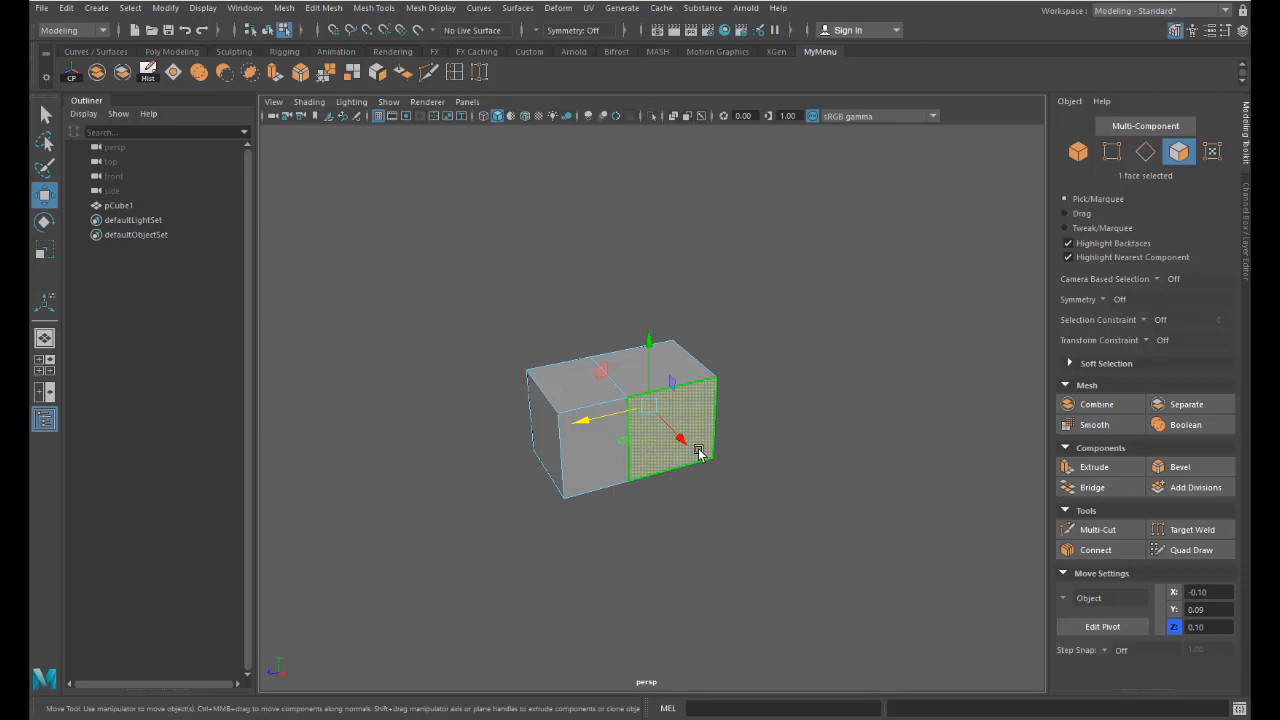 File Edit Create Select Modify Display Windows Mesh Edit Mesh Mesh Tools Mesh Display Curves Surfaces Deform UV Generate Cache Substance Arnold Help
Workspace : Modeling - Standard*
Modeling No Live Surface Symmetry: Off Sign In
Curves / Surfaces Poly Modeling Sculpting Rigging Animation Rendering FX FX Caching Custom Arnold Bifrost MASH Motion Graphics XGen MyMenu
CP Hist
Outliner
Display Show Help
Search...
persp
top
front
side
pCube1
defaultLightSet
defaultObjectSet
View Shading Lighting Show Renderer Panels
0.00 1.00 sRGB gamma
persp
Object Help
Multi-Component
1 face selected
Pick/Marquee
Drag
Tweak/Marquee
Highlight Backfaces
Highlight Nearest Component
Camera Based Selection Off
Symmetry Off
Selection Constraint Off 0
Transform Constraint Off
Soft Selection
Mesh
Combine Separate
Smooth Boolean
Components
Extrude Bevel
Bridge Add Divisions
Tools
Multi-Cut Target Weld
Connect Quad Draw
Move Settings
Object X: -0.10
Y: 0.09
Edit Pivot Z: 0.10
Step Snap: Off 1.00
Modeling Toolkit
Channel Box / Layer Editor
Move Tool: Use manipulator to move object(s). Ctrl+MMB+drag to move components along normals. Shift+drag manipulator axis or plane handles to extrude components or clone obje
MEL